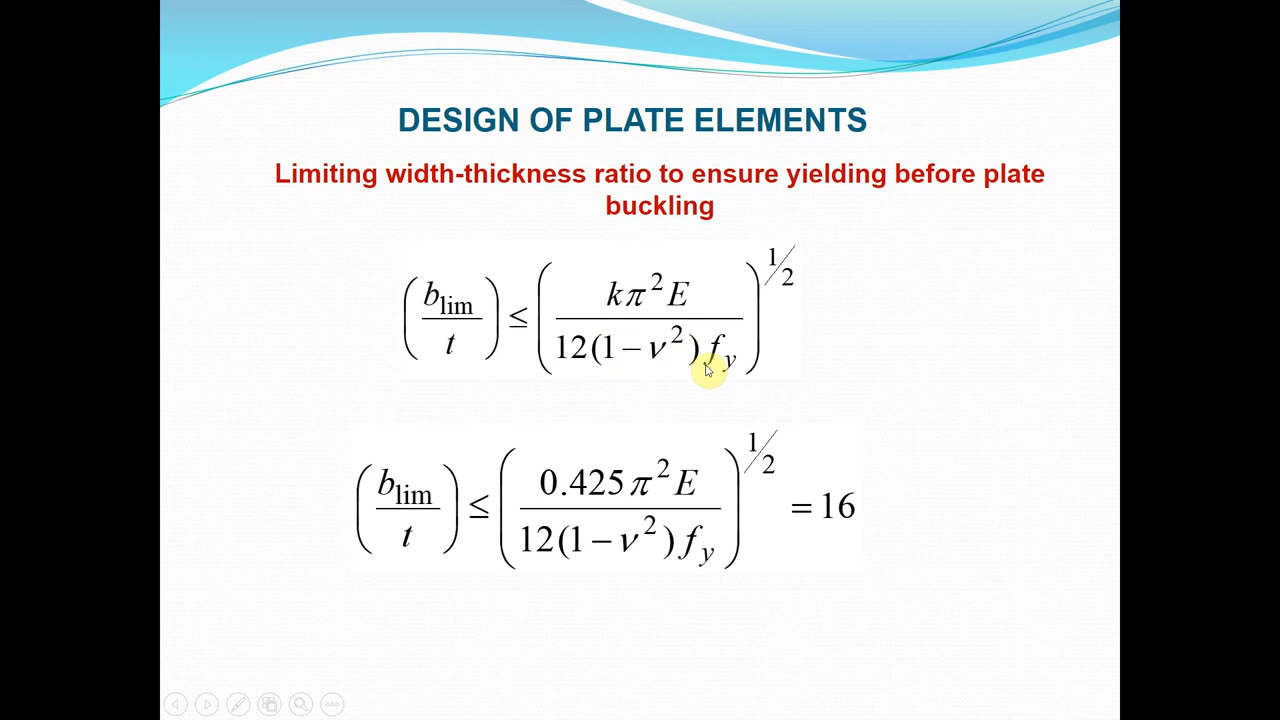 DESIGN OF PLATE ELEMENTS
Limiting width-thickness ratio to ensure yielding before plate
buckling
(b_lim / t) ≤ (kπ²E / 12(1 − ν²)f_y)^1/2
(b_lim / t) ≤ (0.425π²E / 12(1 − ν²)f_y)^1/2 = 16